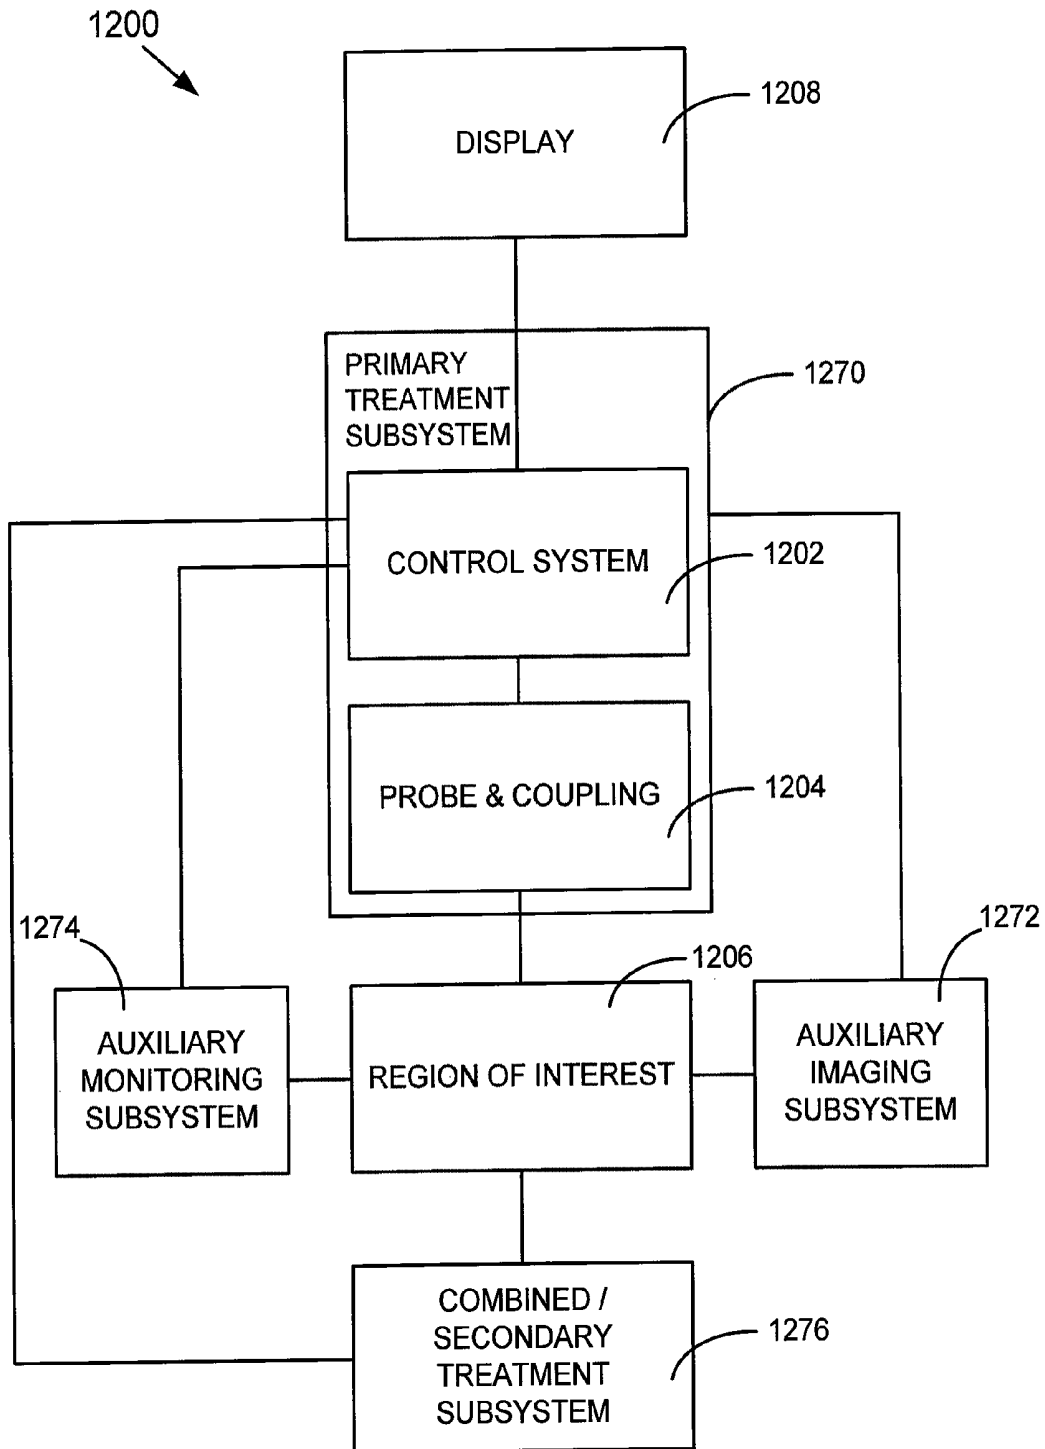 1200
DISPLAY
1208
PRIMARY
TREATMENT
SUBSYSTEM
1270
CONTROL SYSTEM
1202
PROBE & COUPLING
1204
1274
1206
1272
AUXILIARY
MONITORING
SUBSYSTEM
REGION OF INTEREST
AUXILIARY
IMAGING
SUBSYSTEM
COMBINED /
SECONDARY
TREATMENT
SUBSYSTEM
1276